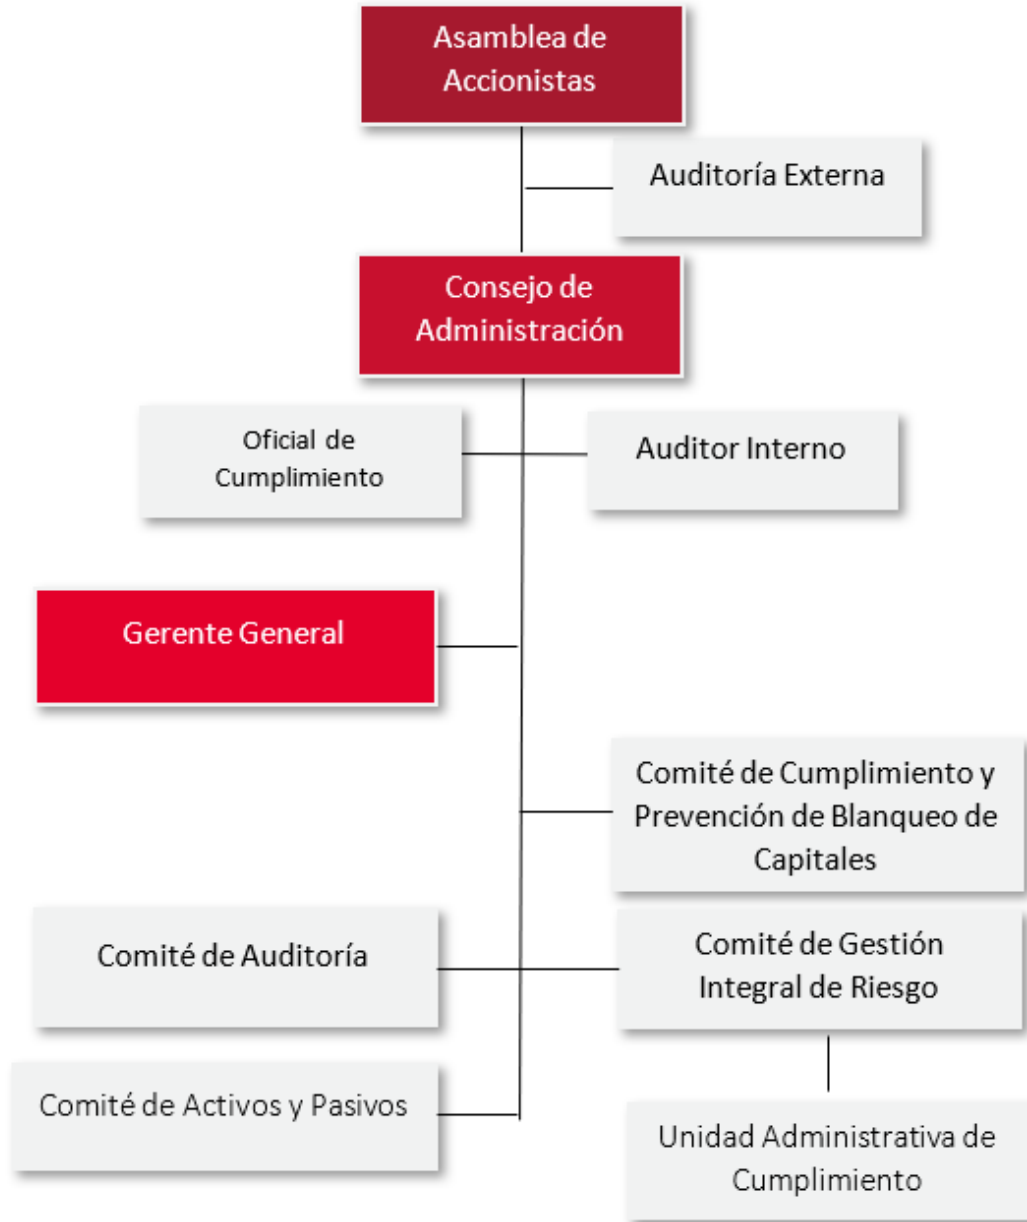 Asamblea de
Accionistas
Auditoría Externa
Consejo de
Administración
Oficial de
Cumplimiento
Auditor Interno
Gerente General
Comité de Cumplimiento y
Prevención de Blanqueo de
Capitales
Comité de Auditoría
Comité de Gestión
Integral de Riesgo
Comité de Activos y Pasivos
Unidad Administrativa de
Cumplimiento